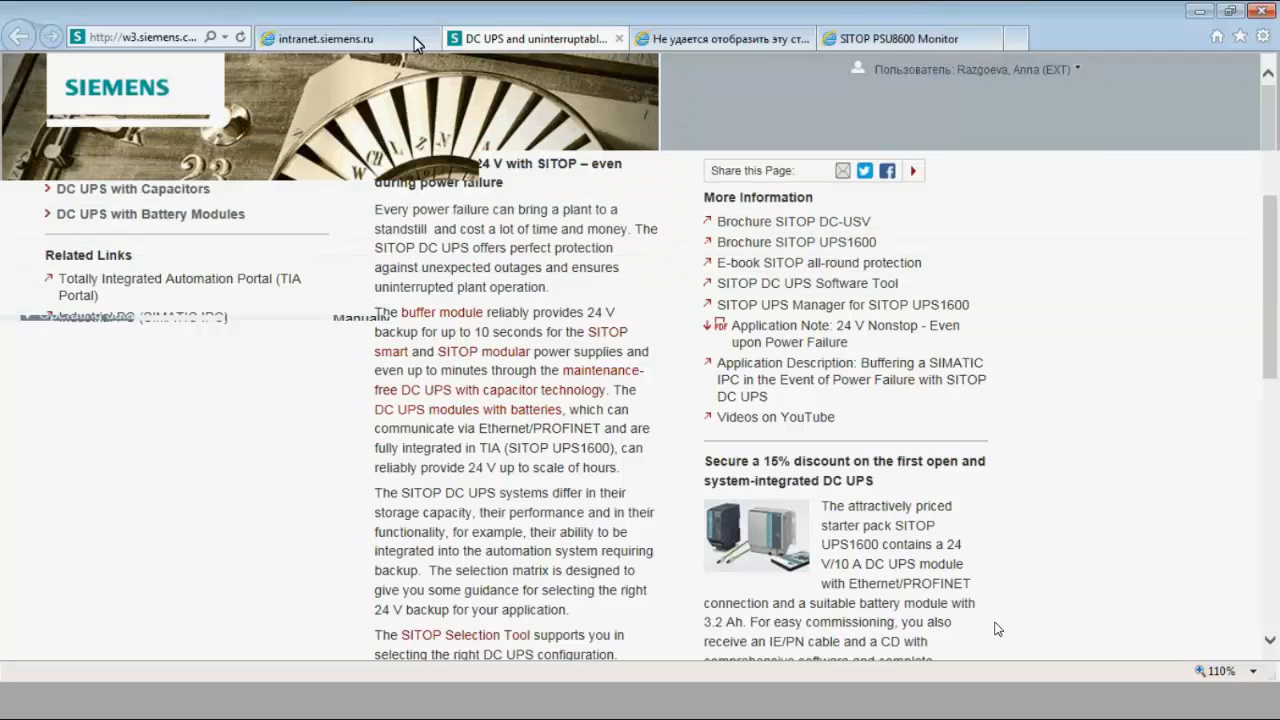 http://w3.siemens.c...
intranet.siemens.ru
DC UPS and uninterruptabl...
Не удается отобразить эту ст...
SITOP PSU8600 Monitor
SIEMENS
Пользователь: Razgoeva, Anna (EXT)
DC UPS with Capacitors
DC UPS with Battery Modules
Related Links
Totally Integrated Automation Portal (TIA
Portal)
Industrial PC (SIMATIC IPC)
Manually
24 V with SITOP – even
during power failure
Every power failure can bring a plant to a
standstill and cost a lot of time and money. The
SITOP DC UPS offers perfect protection
against unexpected outages and ensures
uninterrupted plant operation.
The buffer module reliably provides 24 V
backup for up to 10 seconds for the SITOP
smart and SITOP modular power supplies and
even up to minutes through the maintenance-
free DC UPS with capacitor technology. The
DC UPS modules with batteries, which can
communicate via Ethernet/PROFINET and are
fully integrated in TIA (SITOP UPS1600), can
reliably provide 24 V up to scale of hours.
The SITOP DC UPS systems differ in their
storage capacity, their performance and in their
functionality, for example, their ability to be
integrated into the automation system requiring
backup. The selection matrix is designed to
give you some guidance for selecting the right
24 V backup for your application.
The SITOP Selection Tool supports you in
selecting the right DC UPS configuration.
Share this Page:
More Information
Brochure SITOP DC-USV
Brochure SITOP UPS1600
E-book SITOP all-round protection
SITOP DC UPS Software Tool
SITOP UPS Manager for SITOP UPS1600
PDF Application Note: 24 V Nonstop - Even
upon Power Failure
Application Description: Buffering a SIMATIC
IPC in the Event of Power Failure with SITOP
DC UPS
Videos on YouTube
Secure a 15% discount on the first open and
system-integrated DC UPS
The attractively priced
starter pack SITOP
UPS1600 contains a 24
V/10 A DC UPS module
with Ethernet/PROFINET
connection and a suitable battery module with
3.2 Ah. For easy commissioning, you also
receive an IE/PN cable and a CD with
comprehensive software and complete
110%